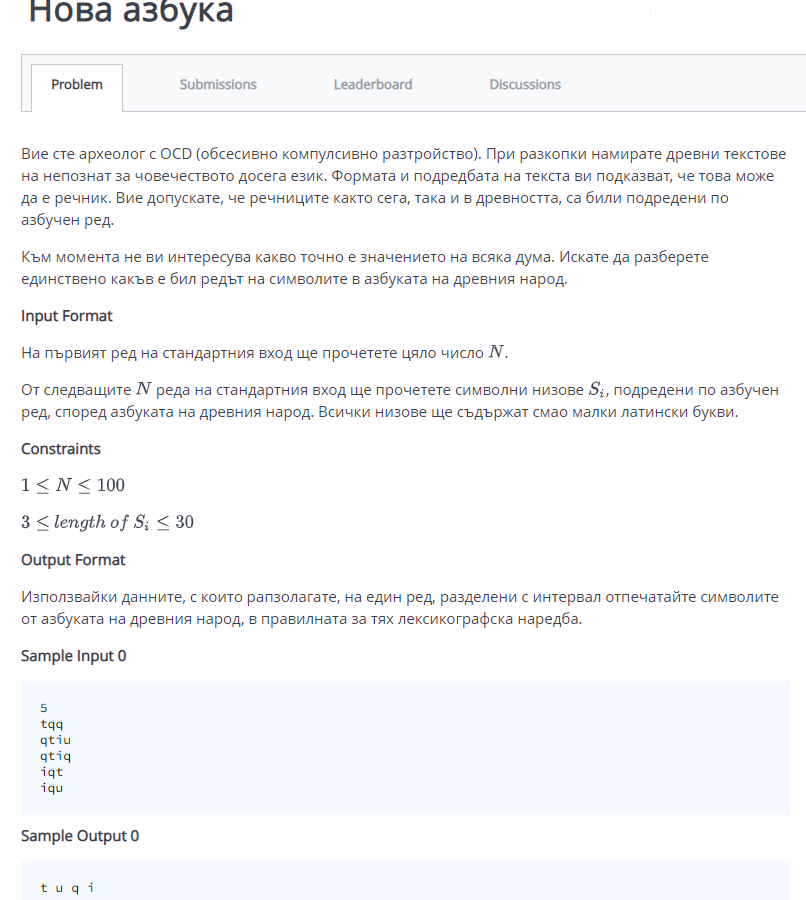 Нова азбука
Problem
Submissions
Leaderboard
Discussions
Вие сте археолог с OCD (обсесивно компулсивно разтройство). При разкопки намирате древни текстове
на непознат за човечеството досега език. Формата и подредбата на текста ви подказват, че това може
да е речник. Вие допускате, че речниците както сега, така и в древността, са били подредени по
азбучен ред.
Към момента не ви интересува какво точно е значението на всяка дума. Искате да разберете
единствено какъв е бил редът на символите в азбуката на древния народ.
Input Format
На първият ред на стандартния вход ще прочетете цяло число N.
От следващите N реда на стандартния вход ще прочетете символни низове Sᵢ, подредени по азбучен
ред, според азбуката на древния народ. Всички низове ще съдържат смао малки латински букви.
Constraints
1 ≤ N ≤ 100
3 ≤ length of Sᵢ ≤ 30
Output Format
Използвайки данните, с които рапзолагате, на един ред, разделени с интервал отпечатайте символите
от азбуката на древния народ, в правилната за тях лексикографска наредба.
Sample Input 0
5
tqq
qtiu
qtiq
iqt
iqu
Sample Output 0
t u q i